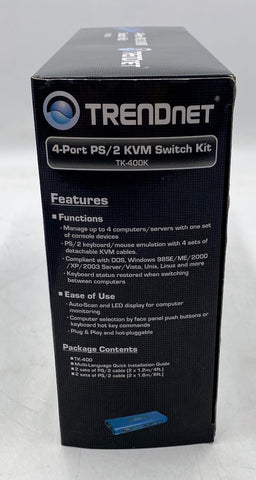 TRENDNET
4-Port PS/2 KVM Switch Kit
TK-400K
Features
Functions
- Manage up to 4 computers/servers with one set
of console devices
- PS/2 keyboard/mouse emulation with 4 sets of
detachable KVM cables.
- Compliant with DOS, Windows 98SE/ME/2000
/XP/2003 Server/Vista, Unix, Linux and more
- Keyboard status restored when switching
between computers
Ease of Use
- Auto-Scan and LED display for computer
monitoring
- Computer selection by face panel push buttons or
keyboard hot key commands
- Plug & Play and hot-pluggable
Package Contents
TK-400
Multi-Language Quick Installation Guide
2 sets of PS/2 cable (2 x 1.2m/4ft.)
2 sets of PS/2 cable (2 x 1.8m/6ft.)